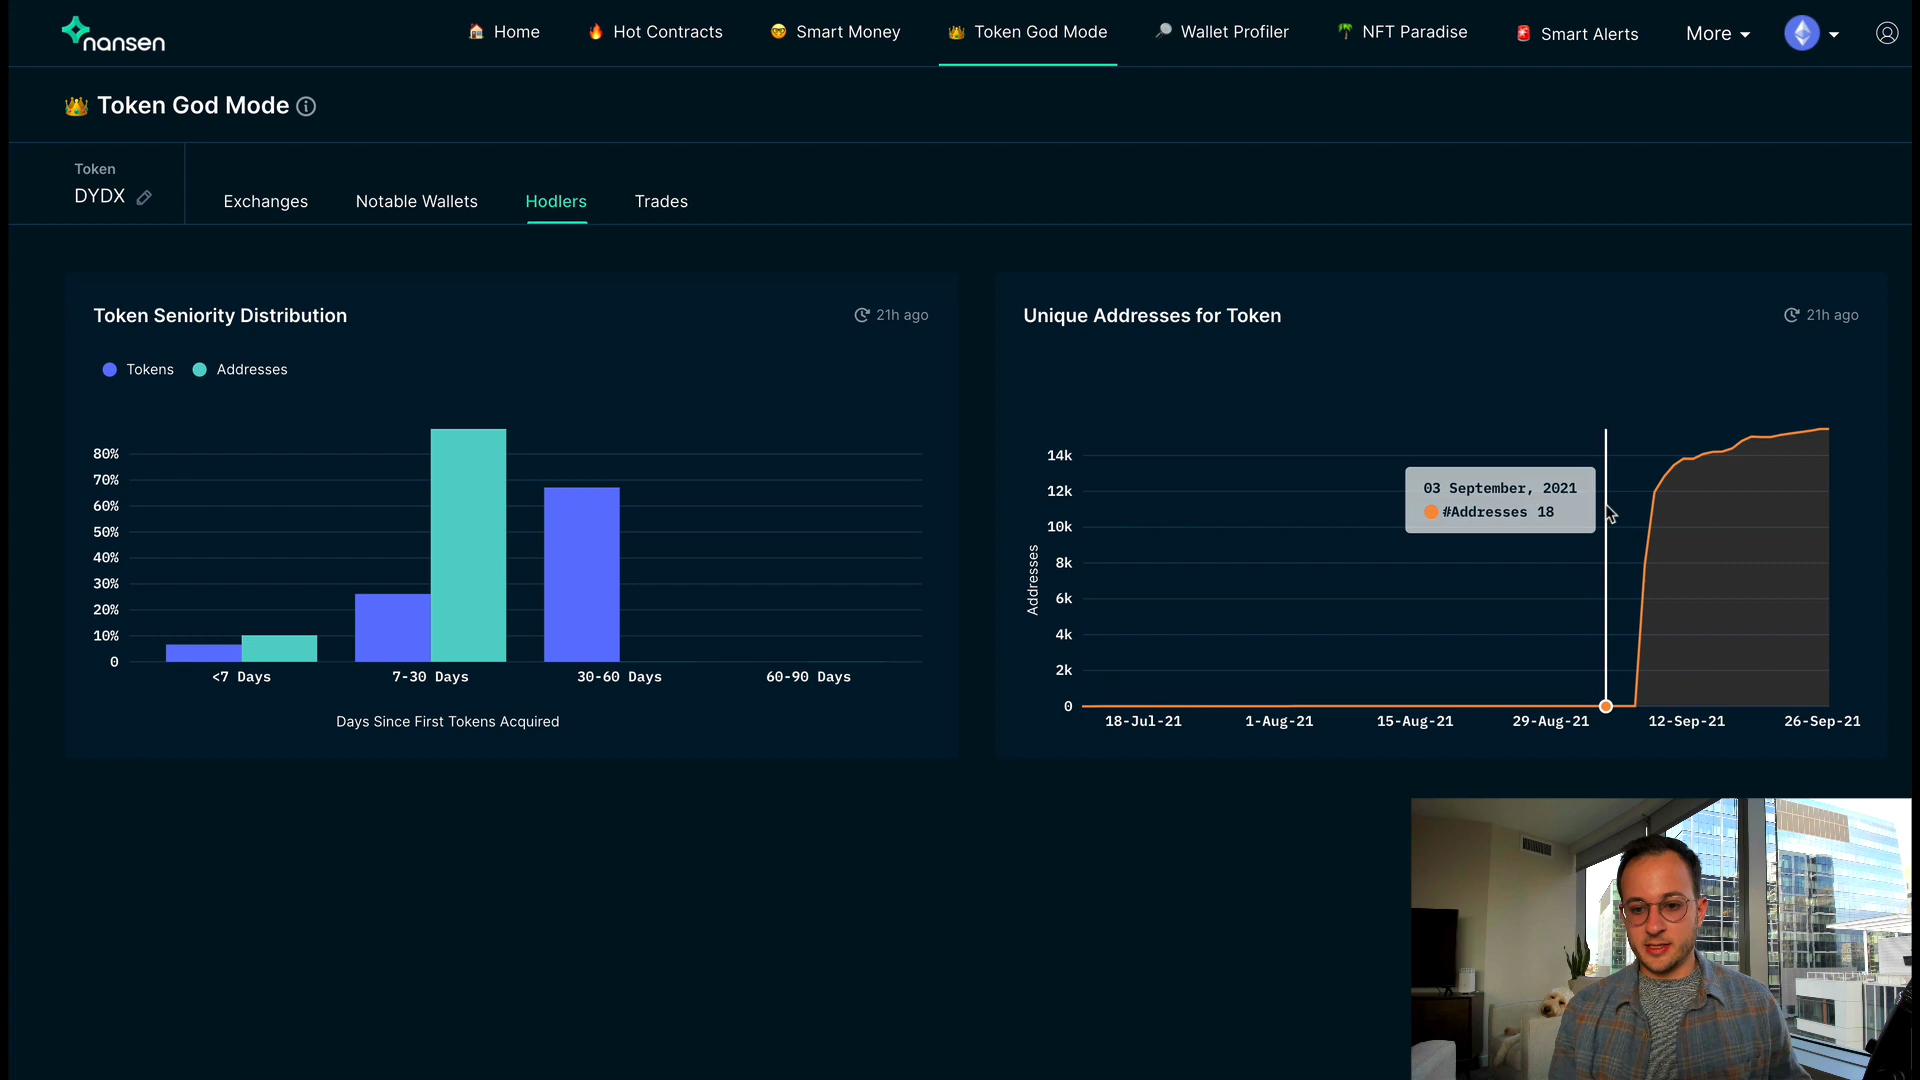 nansen
Home
Hot Contracts
Smart Money
Token God Mode
Wallet Profiler
NFT Paradise
Smart Alerts
More
Token God Mode
Token
DYDX
Exchanges
Notable Wallets
Hodlers
Trades
Token Seniority Distribution
21h ago
Tokens
Addresses
80%
70%
60%
50%
40%
30%
20%
10%
0
<7 Days
7-30 Days
30-60 Days
60-90 Days
Days Since First Tokens Acquired
Unique Addresses for Token
21h ago
Addresses
14k
12k
10k
8k
6k
4k
2k
0
03 September, 2021
#Addresses 18
18-Jul-21
1-Aug-21
15-Aug-21
29-Aug-21
12-Sep-21
26-Sep-21